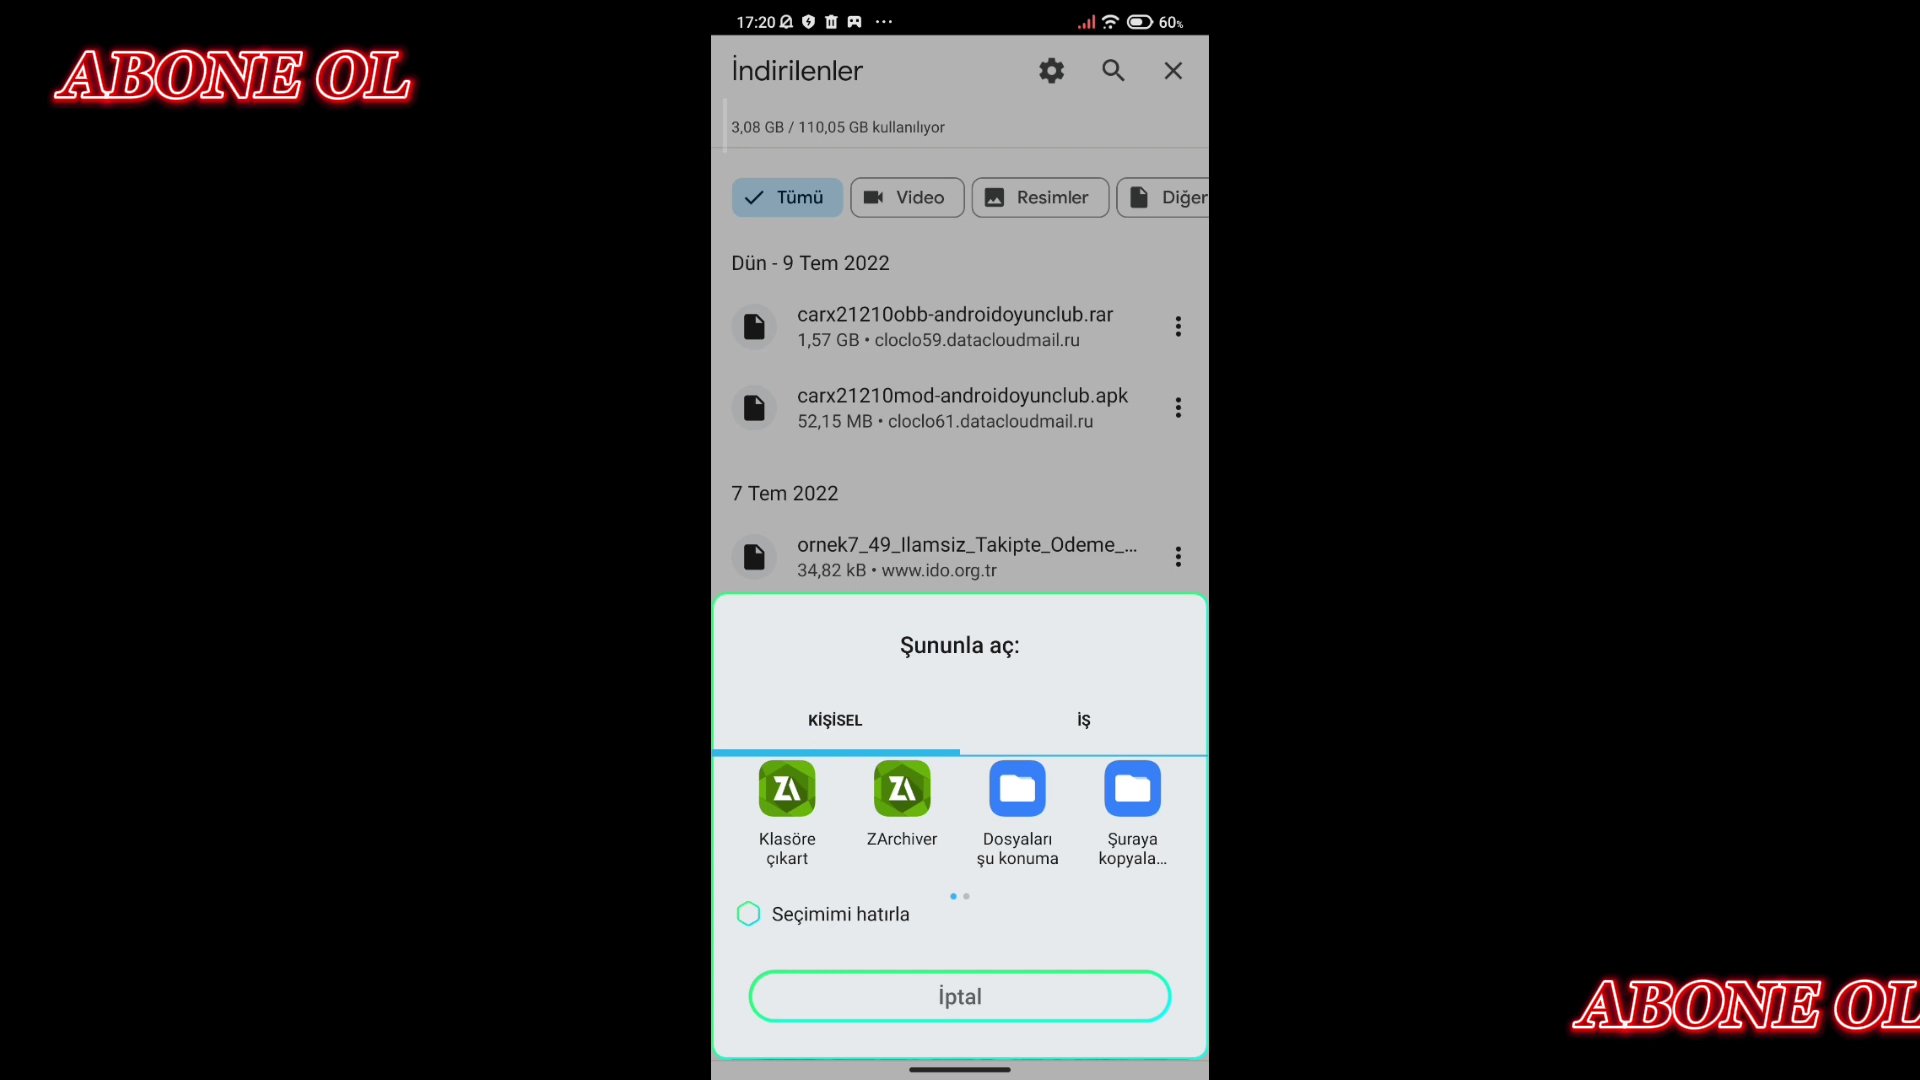 17:20 ... 60%
ABONE OL
İndirilenler
3,08 GB / 110,05 GB kullanılıyor
Tümü Video Resimler Diğer
Dün - 9 Tem 2022
carx21210obb-androidoyunclub.rar
1,57 GB • cloclo59.datacloudmail.ru
carx21210mod-androidoyunclub.apk
52,15 MB • cloclo61.datacloudmail.ru
7 Tem 2022
ornek7_49_Ilamsiz_Takipte_Odeme_...
34,82 kB • www.ido.org.tr
Şununla aç:
KİŞİSEL İŞ
Klasöre çıkart
ZArchiver
Dosyaları şu konuma
Şuraya kopyala...
Seçimimi hatırla
İptal
ABONE OL